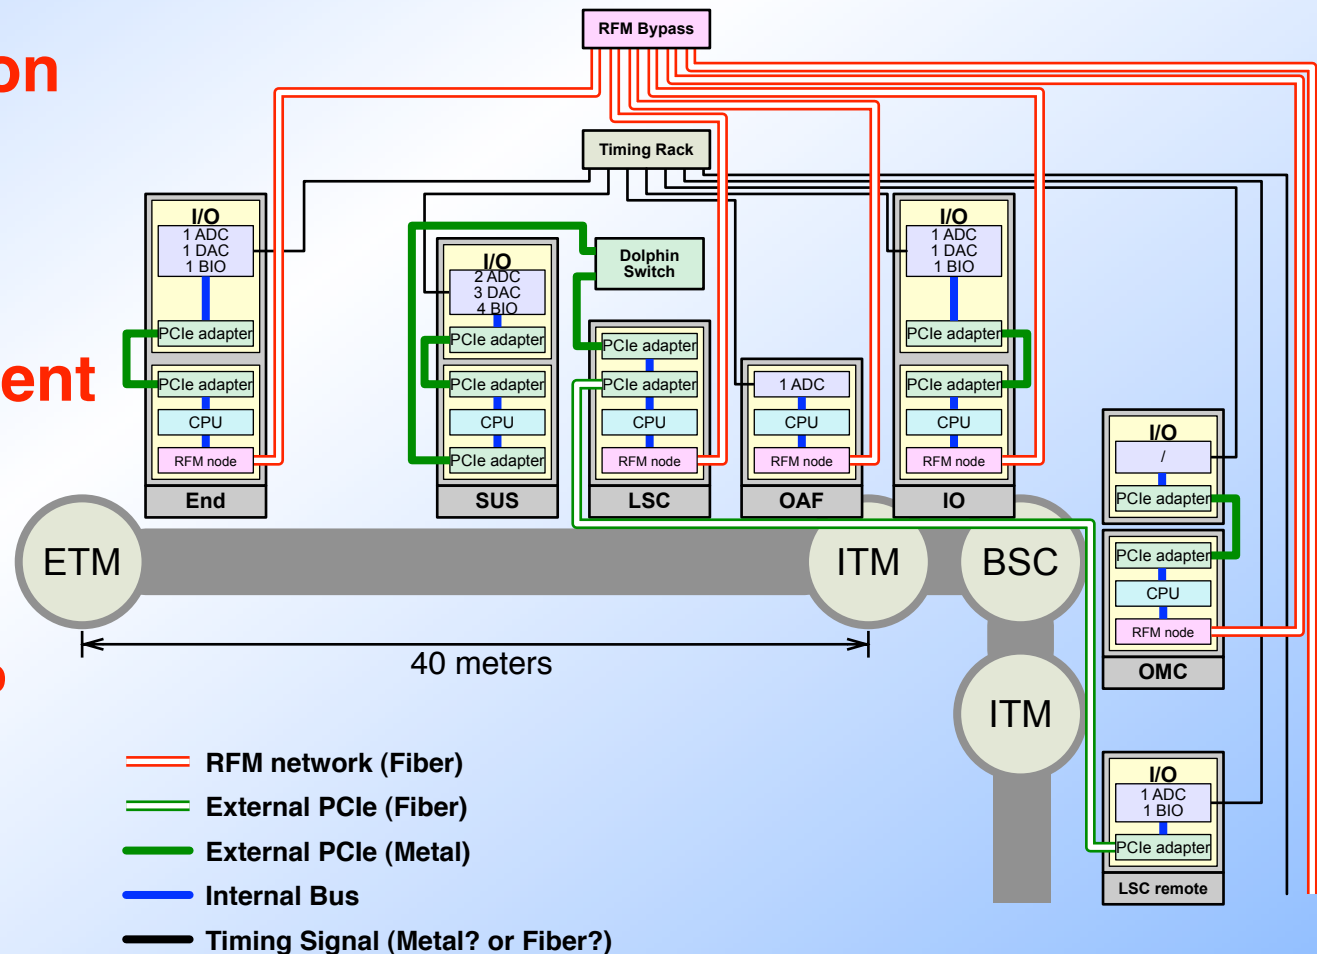 on
ent
RFM Bypass
Timing Rack
Dolphin
Switch
I/O
1 ADC
1 DAC
1 BIO
PCIe adapter
PCIe adapter
CPU
RFM node
End
I/O
2 ADC
3 DAC
4 BIO
PCIe adapter
PCIe adapter
CPU
PCIe adapter
SUS
PCIe adapter
PCIe adapter
CPU
RFM node
LSC
1 ADC
CPU
RFM node
OAF
I/O
1 ADC
1 DAC
1 BIO
PCIe adapter
PCIe adapter
CPU
RFM node
IO
I/O
/
PCIe adapter
PCIe adapter
CPU
RFM node
OMC
I/O
1 ADC
1 BIO
PCIe adapter
LSC remote
ETM
ITM
BSC
ITM
40 meters
RFM network (Fiber)
External PCIe (Fiber)
External PCIe (Metal)
Internal Bus
Timing Signal (Metal? or Fiber?)